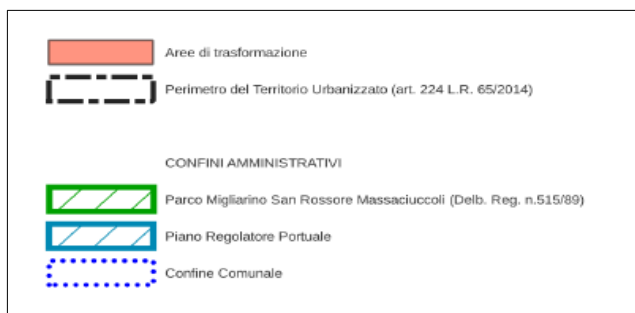 Aree di trasformazione
Perimetro del Territorio Urbanizzato (art. 224 L.R. 65/2014)
CONFINI AMMINISTRATIVI
Parco Migliarino San Rossore Massaciuccoli (Delb. Reg. n.515/89)
Piano Regolatore Portuale
Confine Comunale